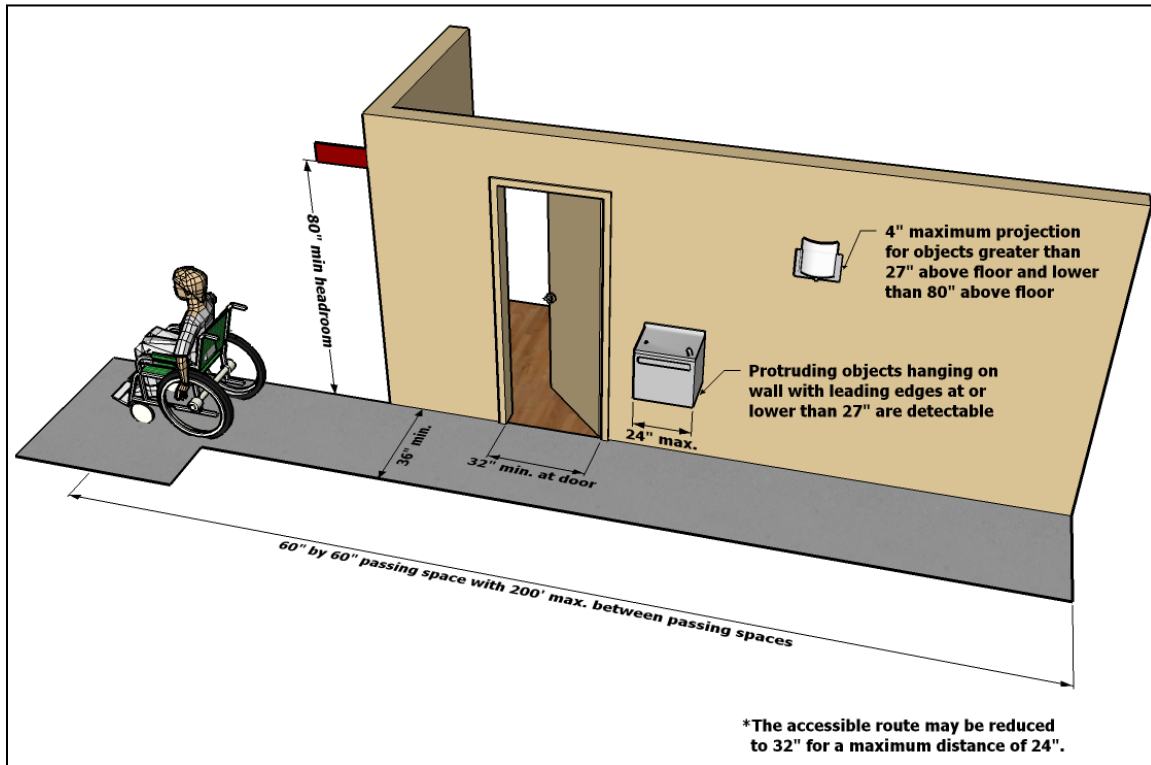 80" min headroom
4" maximum projection
for objects greater than
27" above floor and lower
than 80" above floor
Protruding objects hanging on
wall with leading edges at or
lower than 27" are detectable
24" max.
36" min.
32" min. at door
60" by 60" passing space with 200' max. between passing spaces
*The accessible route may be reduced
to 32" for a maximum distance of 24".